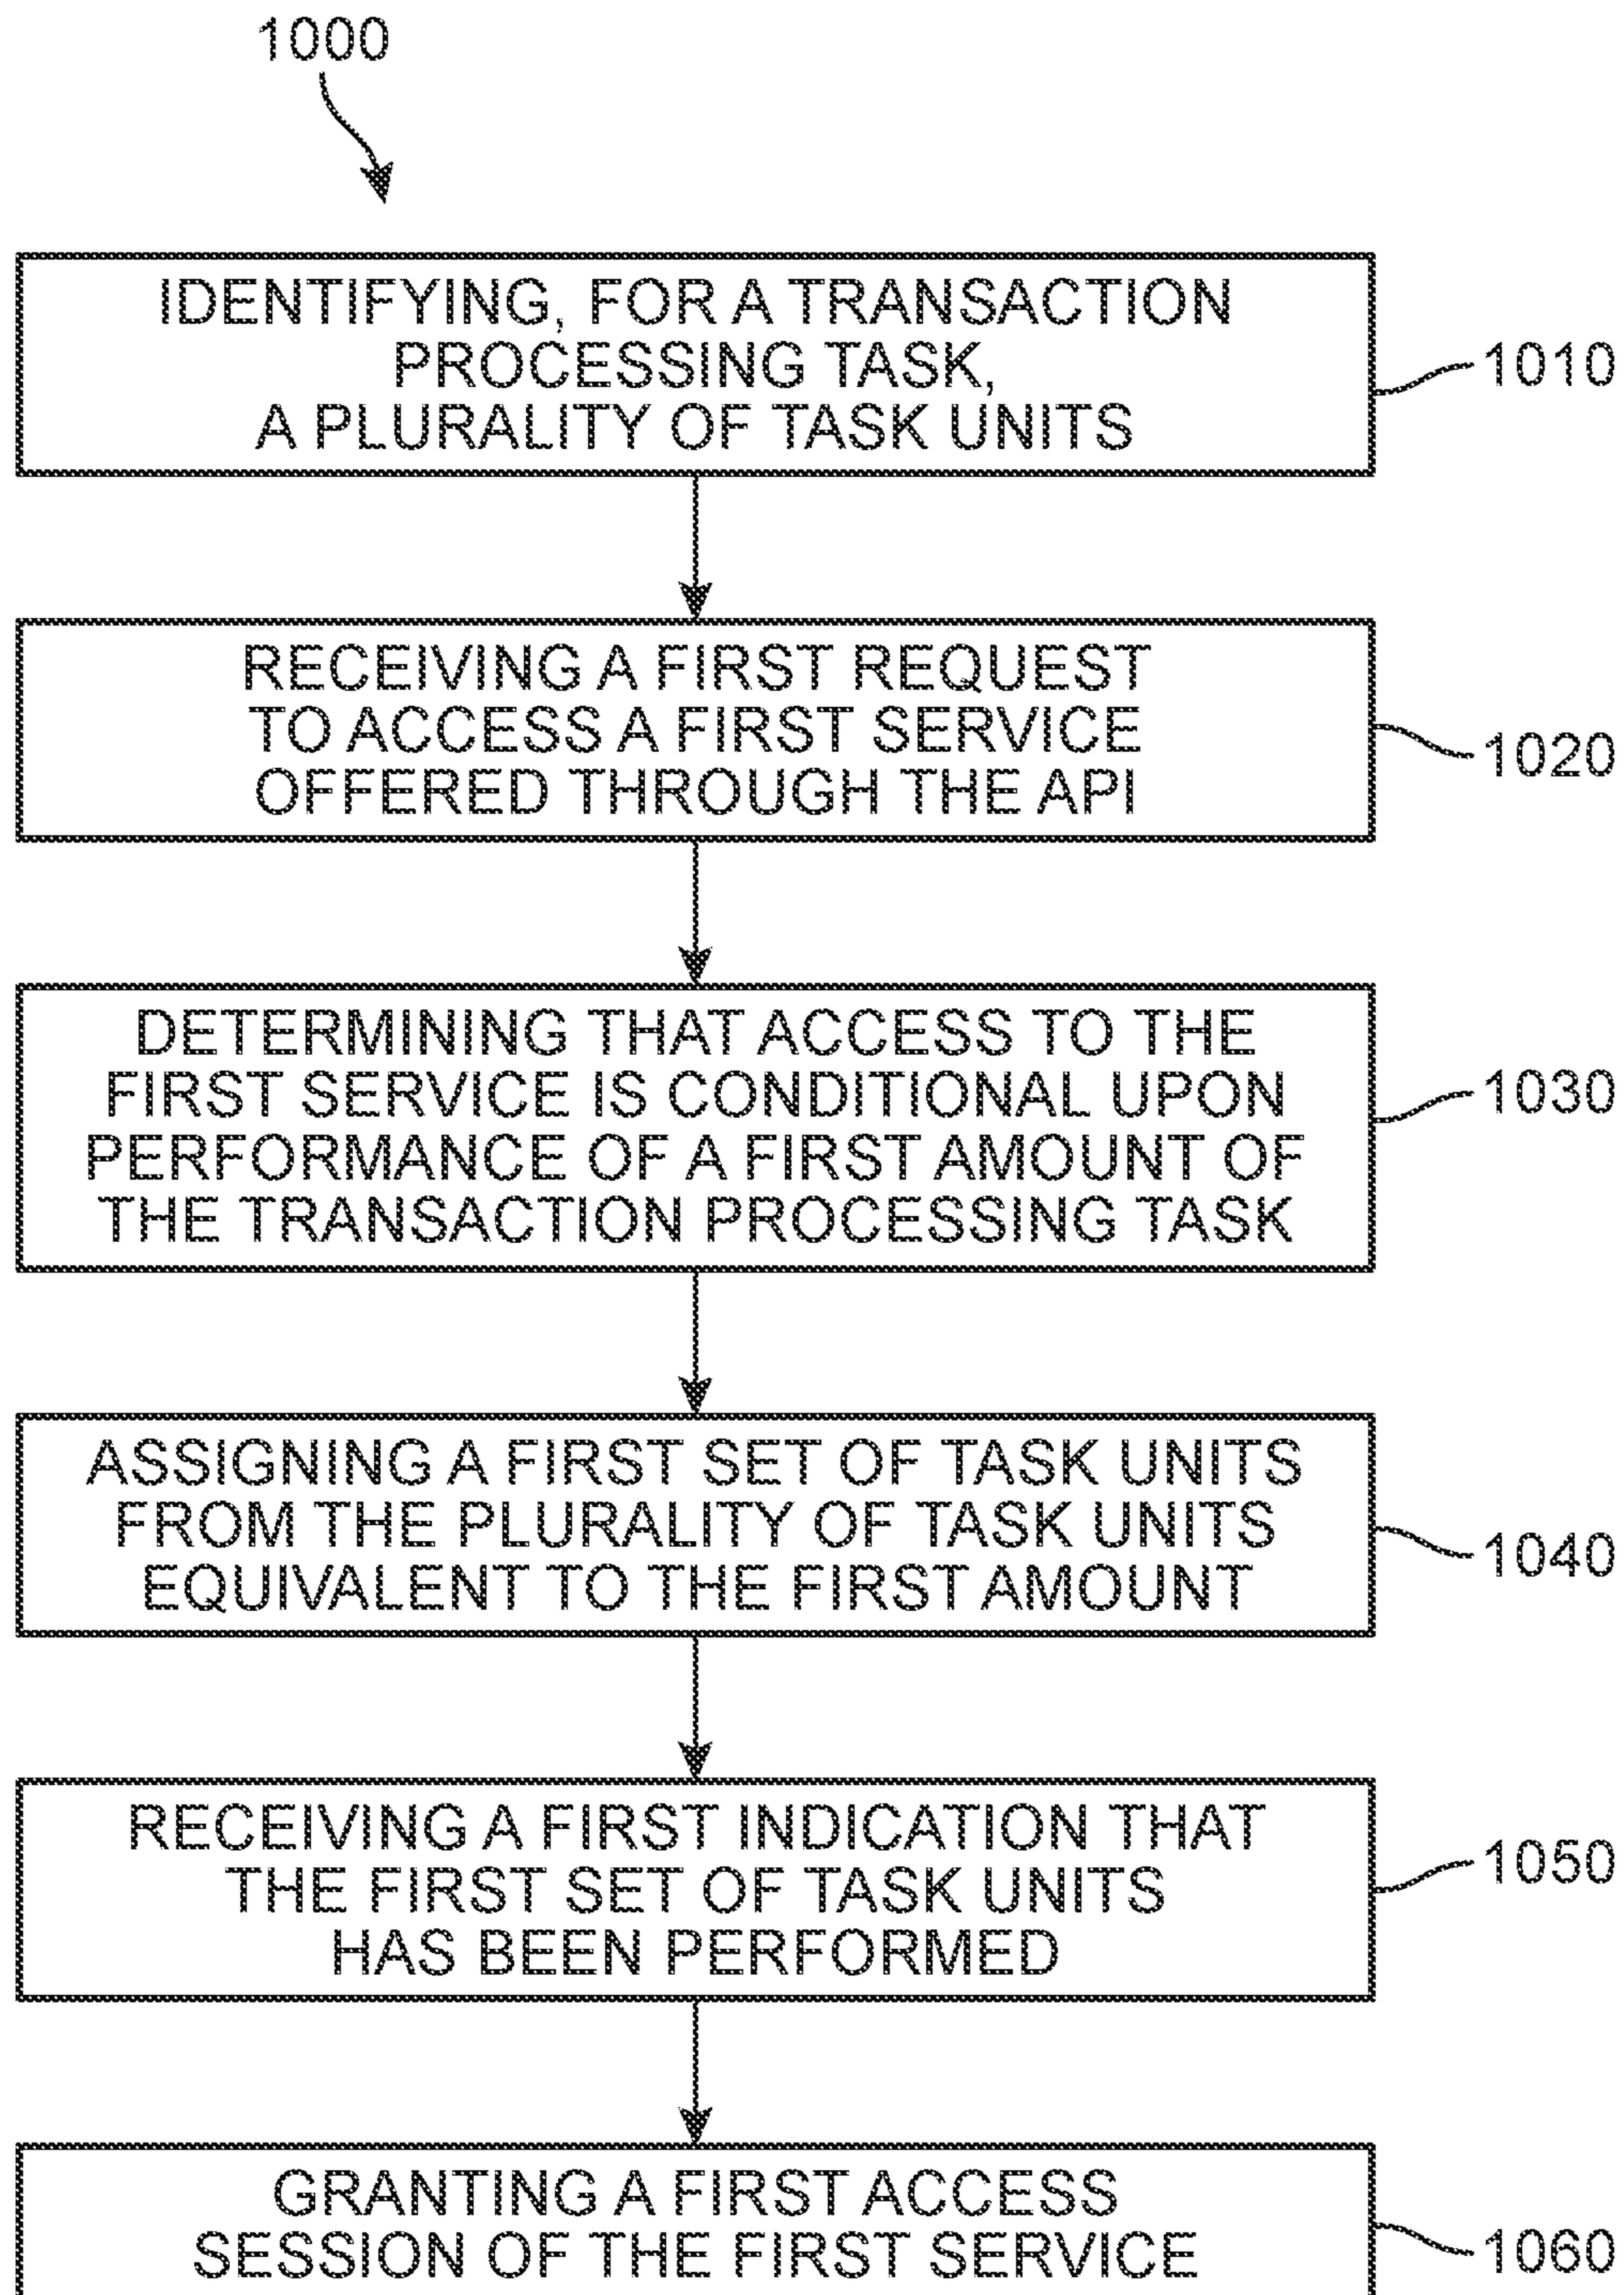 1000
IDENTIFYING, FOR A TRANSACTION
PROCESSING TASK,
A PLURALITY OF TASK UNITS
1010
RECEIVING A FIRST REQUEST
TO ACCESS A FIRST SERVICE
OFFERED THROUGH THE API
1020
DETERMINING THAT ACCESS TO THE
FIRST SERVICE IS CONDITIONAL UPON
PERFORMANCE OF A FIRST AMOUNT OF
THE TRANSACTION PROCESSING TASK
1030
ASSIGNING A FIRST SET OF TASK UNITS
FROM THE PLURALITY OF TASK UNITS
EQUIVALENT TO THE FIRST AMOUNT
1040
RECEIVING A FIRST INDICATION THAT
THE FIRST SET OF TASK UNITS
HAS BEEN PERFORMED
1050
GRANTING A FIRST ACCESS
SESSION OF THE FIRST SERVICE
1060